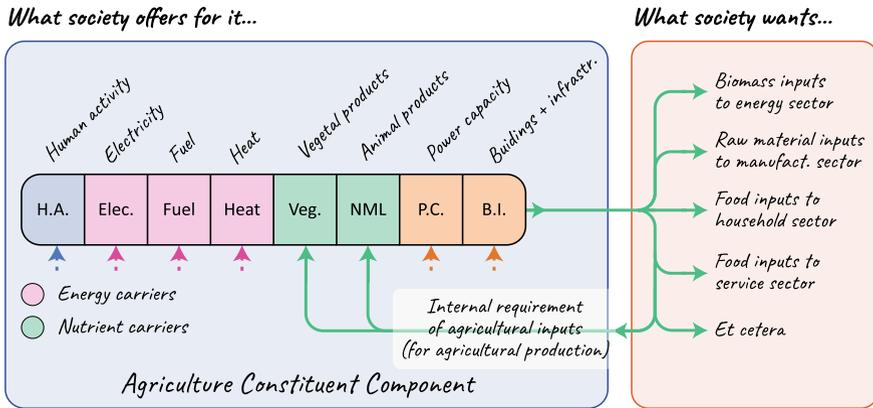 What society offers for it...
What society wants...
Human activity
Electricity
Fuel
Heat
Vegetal products
Animal products
Power capacity
Buidings + infrastr.
H.A.
Elec.
Fuel
Heat
Veg.
NML
P.C.
B.I.
Energy carriers
Nutrient carriers
Internal requirement
of agricultural inputs
(for agricultural production)
Agriculture Constituent Component
Biomass inputs
to energy sector
Raw material inputs
to manufact. sector
Food inputs to
household sector
Food inputs to
service sector
Et cetera